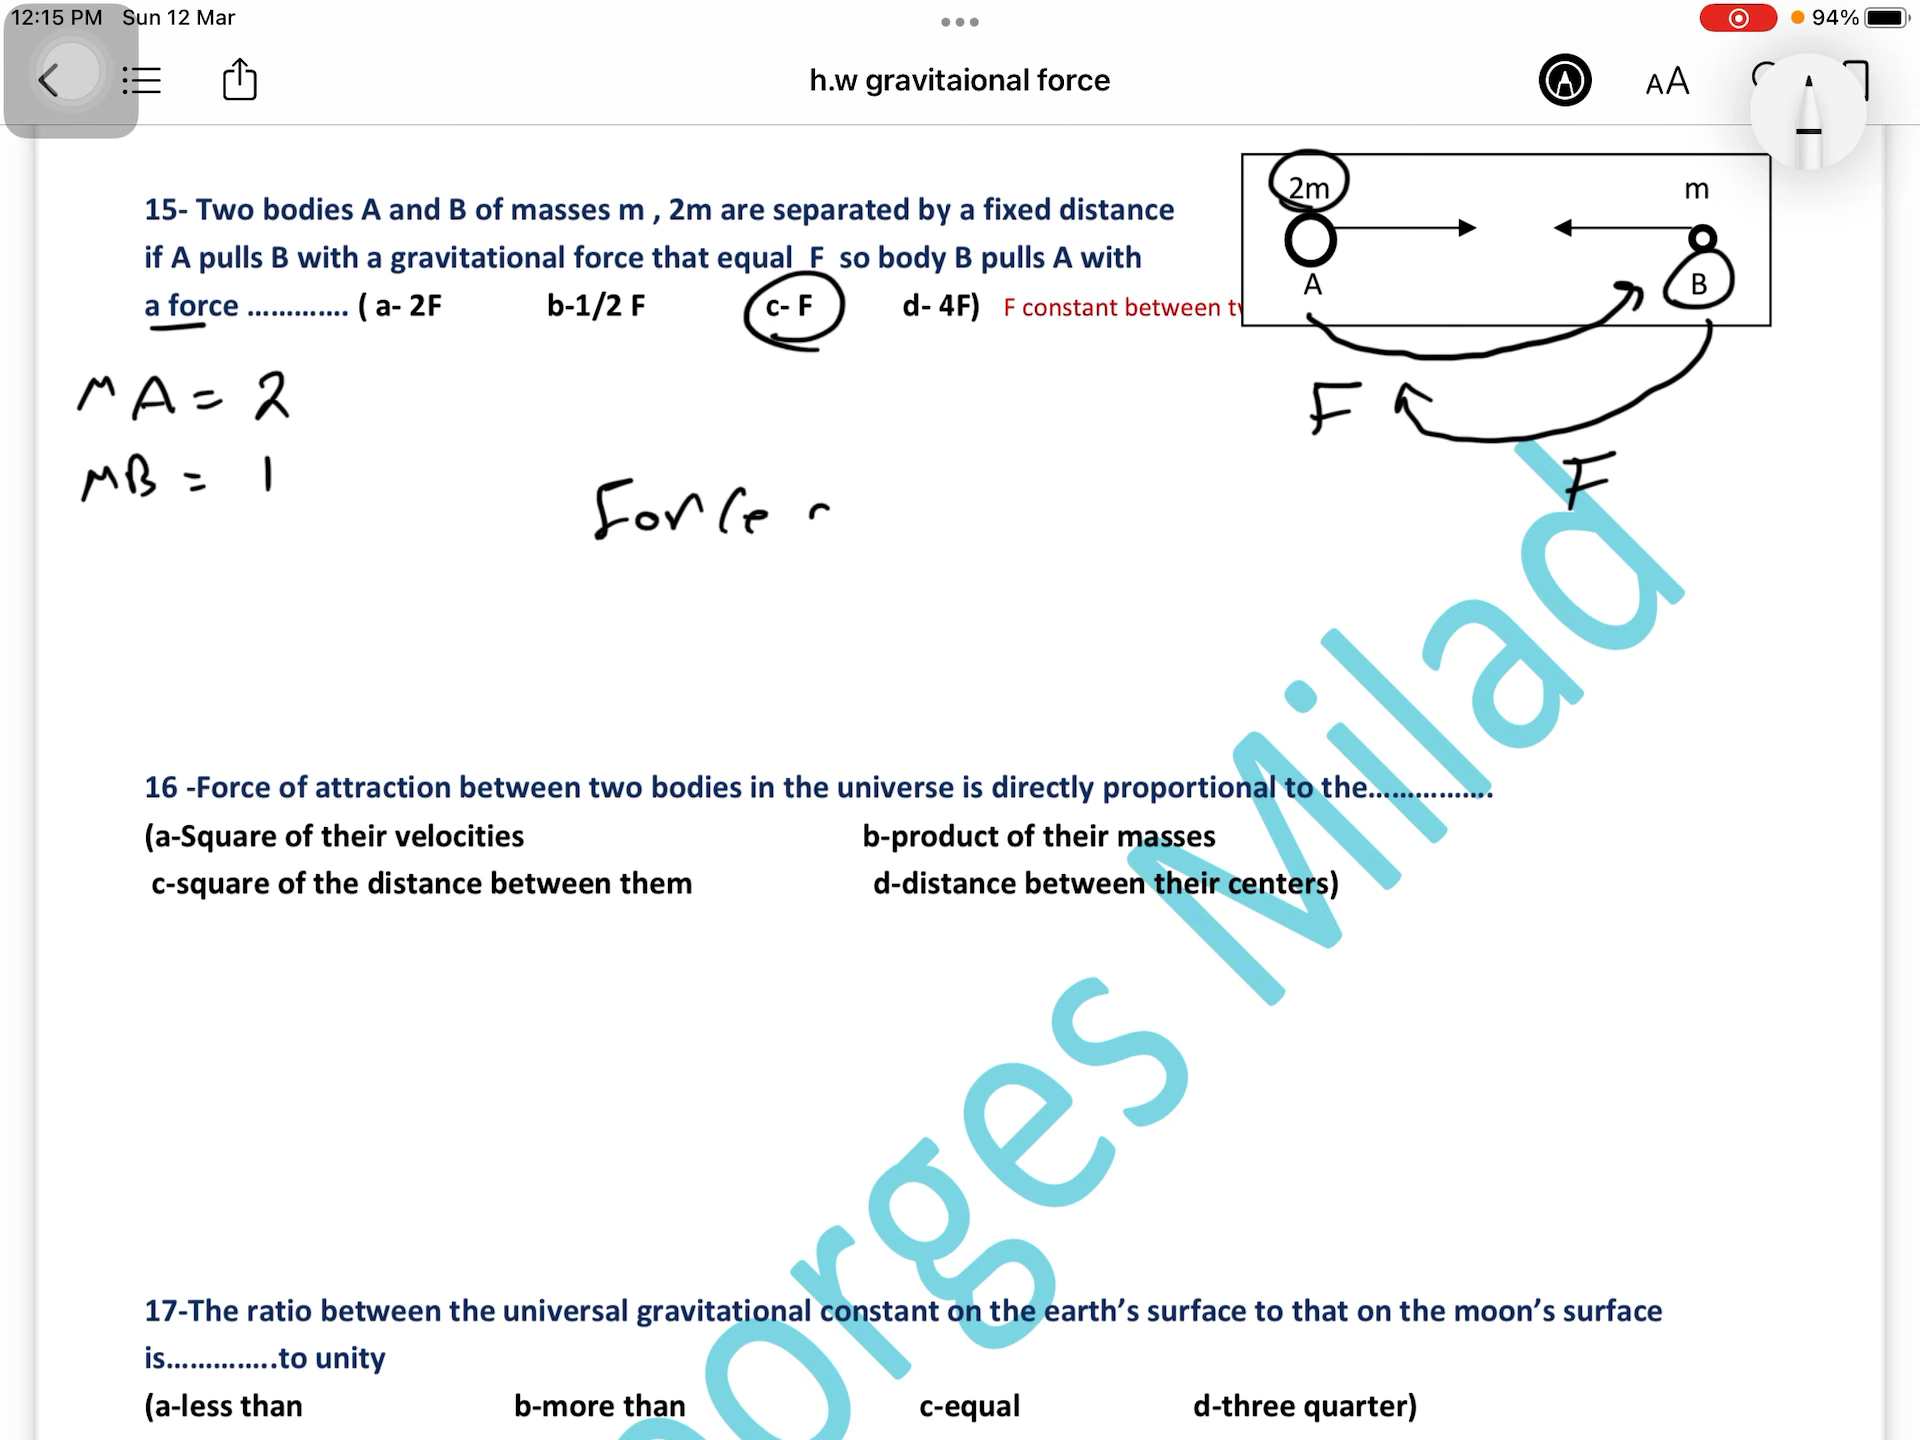 12:15 PM Sun 12 Mar
94%
h.w gravitaional force
AA
15- Two bodies A and B of masses m , 2m are separated by a fixed distance
if A pulls B with a gravitational force that equal F so body B pulls A with
a force ............. ( a- 2F b-1/2 F c- F d- 4F) F constant between
2m m
A B
F
F
MA = 2
MB = 1
Force
16 -Force of attraction between two bodies in the universe is directly proportional to the................
(a-Square of their velocities b-product of their masses
c-square of the distance between them d-distance between their centers)
17-The ratio between the universal gravitational constant on the earth’s surface to that on the moon’s surface
is..............to unity
(a-less than b-more than c-equal d-three quarter)
orges Milad